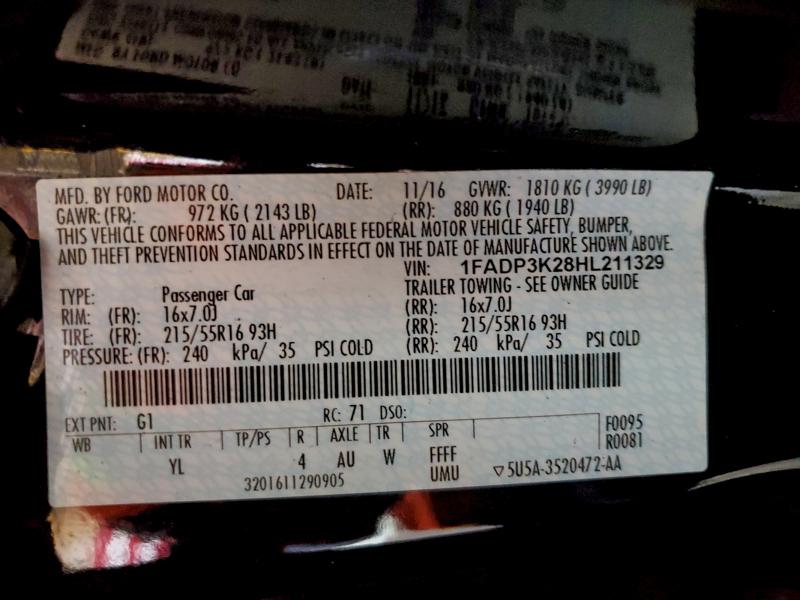 MFD. BY FORD MOTOR CO. DATE: 11/16 GVWR: 1810 KG ( 3990 LB)
GAWR: (FR): 972 KG ( 2143 LB) (RR): 880 KG ( 1940 LB)
THIS VEHICLE CONFORMS TO ALL APPLICABLE FEDERAL MOTOR VEHICLE SAFETY, BUMPER,
AND THEFT PREVENTION STANDARDS IN EFFECT ON THE DATE OF MANUFACTURE SHOWN ABOVE.
VIN: 1FADP3K28HL211329
TYPE: Passenger Car TRAILER TOWING - SEE OWNER GUIDE
RIM: (FR): 16x7.0J (RR): 16x7.0J
TIRE: (FR): 215/55R16 93H (RR): 215/55R16 93H
PRESSURE: (FR): 240 kPa/ 35 PSI COLD (RR): 240 kPa/ 35 PSI COLD
EXT PNT: G1 RC: 71 DSO: F0095
WB INT TR TP/PS R AXLE TR SPR R0081
YL 4 AU W FFFF
UMU
3201611290905 ▽5U5A-3520472-AA